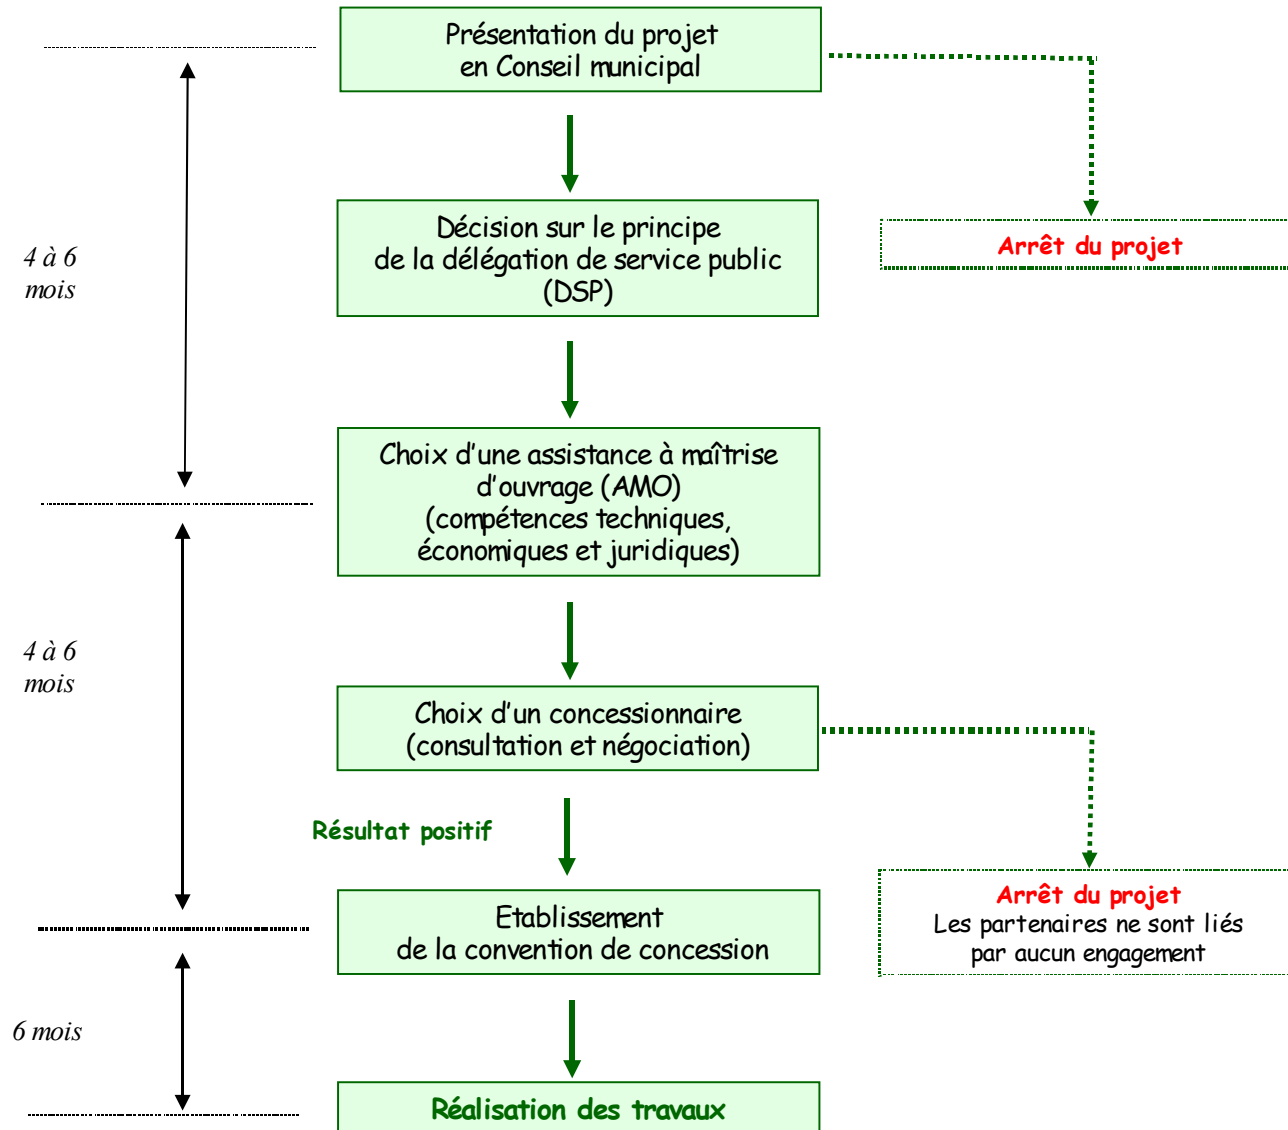 Présentation du projet
en Conseil municipal
4 à 6
mois
Décision sur le principe
de la délégation de service public
(DSP)
Arrêt du projet
Choix d'une assistance à maîtrise
d'ouvrage (AMO)
(compétences techniques,
économiques et juridiques)
4 à 6
mois
Choix d'un concessionnaire
(consultation et négociation)
Résultat positif
Etablissement
de la convention de concession
Arrêt du projet
Les partenaires ne sont liés
par aucun engagement
6 mois
Réalisation des travaux